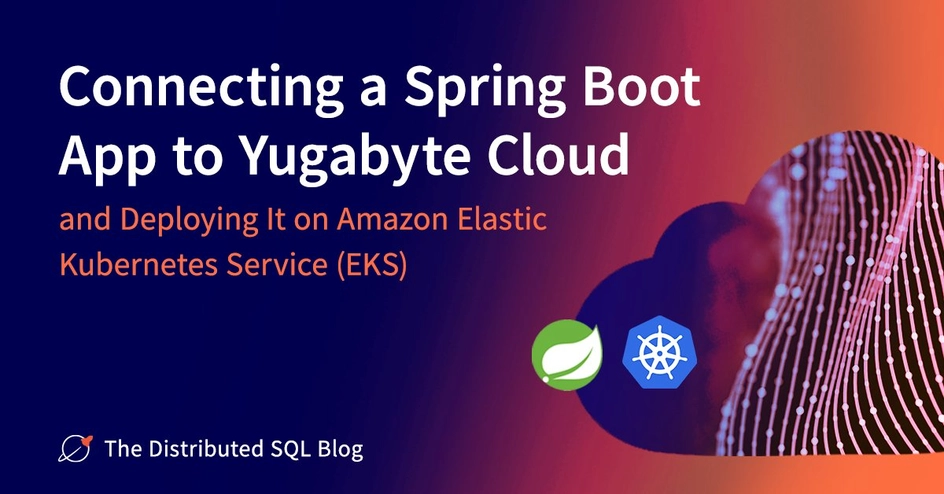 Connecting a Spring Boot
App to Yugabyte Cloud
and Deploying It on Amazon Elastic
Kubernetes Service (EKS)
The Distributed SQL Blog